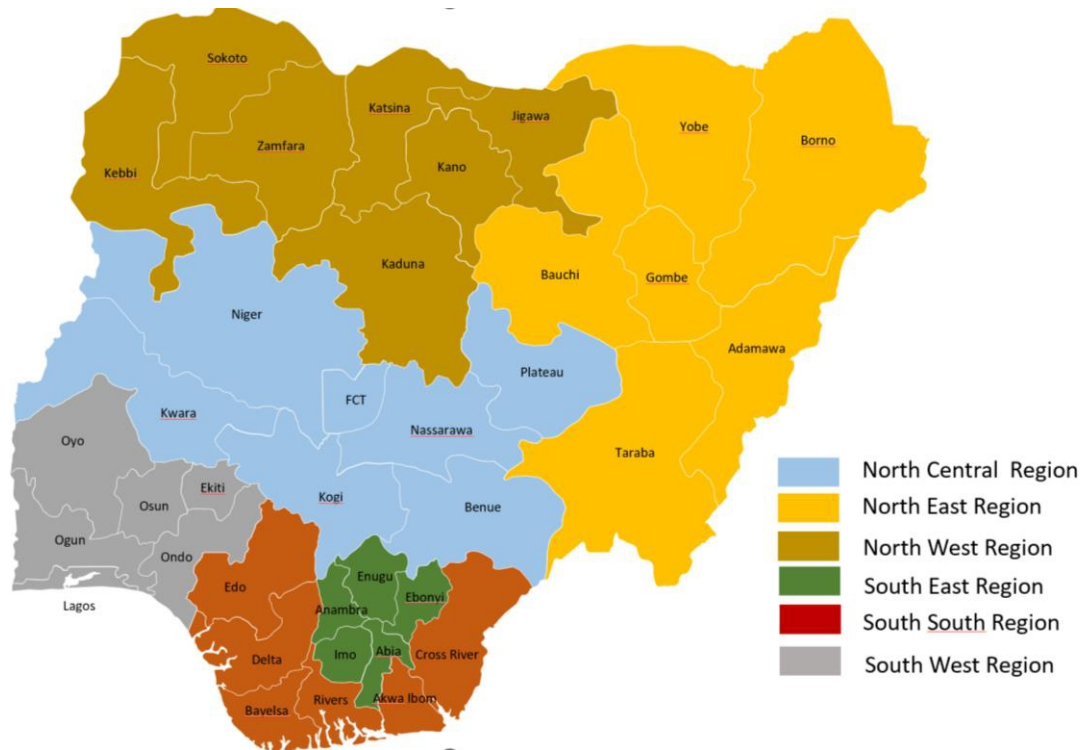 Sokoto
Katsina
Jigawa
Yobe
Borno
Zamfara
Kano
Kebbi
Kaduna
Bauchi
Gombe
Niger
Adamawa
Plateau
FCT
Kwara
Nassarawa
Oyo
Taraba
Ekiti
Kogi
Osun
Benue
Ogun
Ondo
Lagos
Edo
Enugu
Ebonyi
Anambra
Imo
Abia
Cross River
Delta
Rivers
Akwa Ibom
Bayelsa
North Central Region
North East Region
North West Region
South East Region
South South Region
South West Region